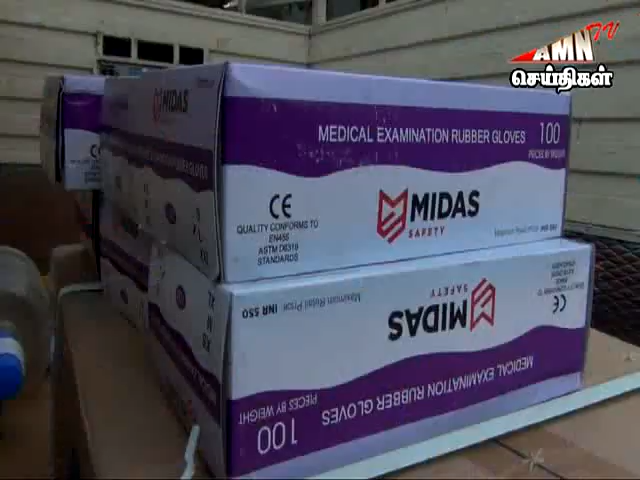 AMN TV
செய்திகள்
MIDAS
MEDICAL EXAMINATION RUBBER GLOVES
100
PIECES BY WEIGHT
CE
QUALITY CONFORMS TO
EN455
ASTM D6319
STANDARDS
MIDAS
SAFETY
Maximum Retail Price
INR 550
MIDAS
SAFETY
CE
MEDICAL EXAMINATION RUBBER GLOVES
100
PIECES BY WEIGHT